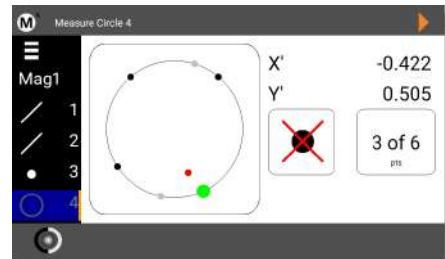 M Measure Circle 4
Mag1
X' -0.422
Y' 0.505
1
2
3
4
3 of 6
pts